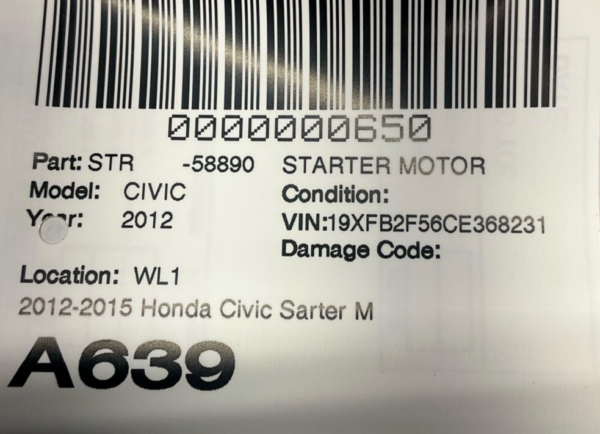 0000000650
Part: STR -58890 STARTER MOTOR
Model: CIVIC Condition:
Year: 2012 VIN:19XFB2F56CE368231
Damage Code:
Location: WL1
2012-2015 Honda Civic Sarter M
A639